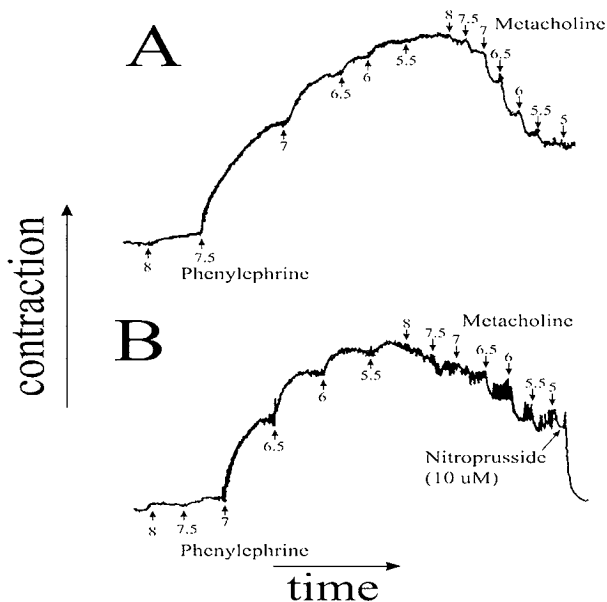 A
8 7.5 7 6.5 6 5.5
Phenylephrine
Metacholine
8 7.5 7 6.5 6 5.5 5
contraction
B
8 7.5 7 6.5 6 5.5
Phenylephrine
Metacholine
8 7.5 7 6.5 6 5.5 5
Nitroprusside
(10 uM)
time